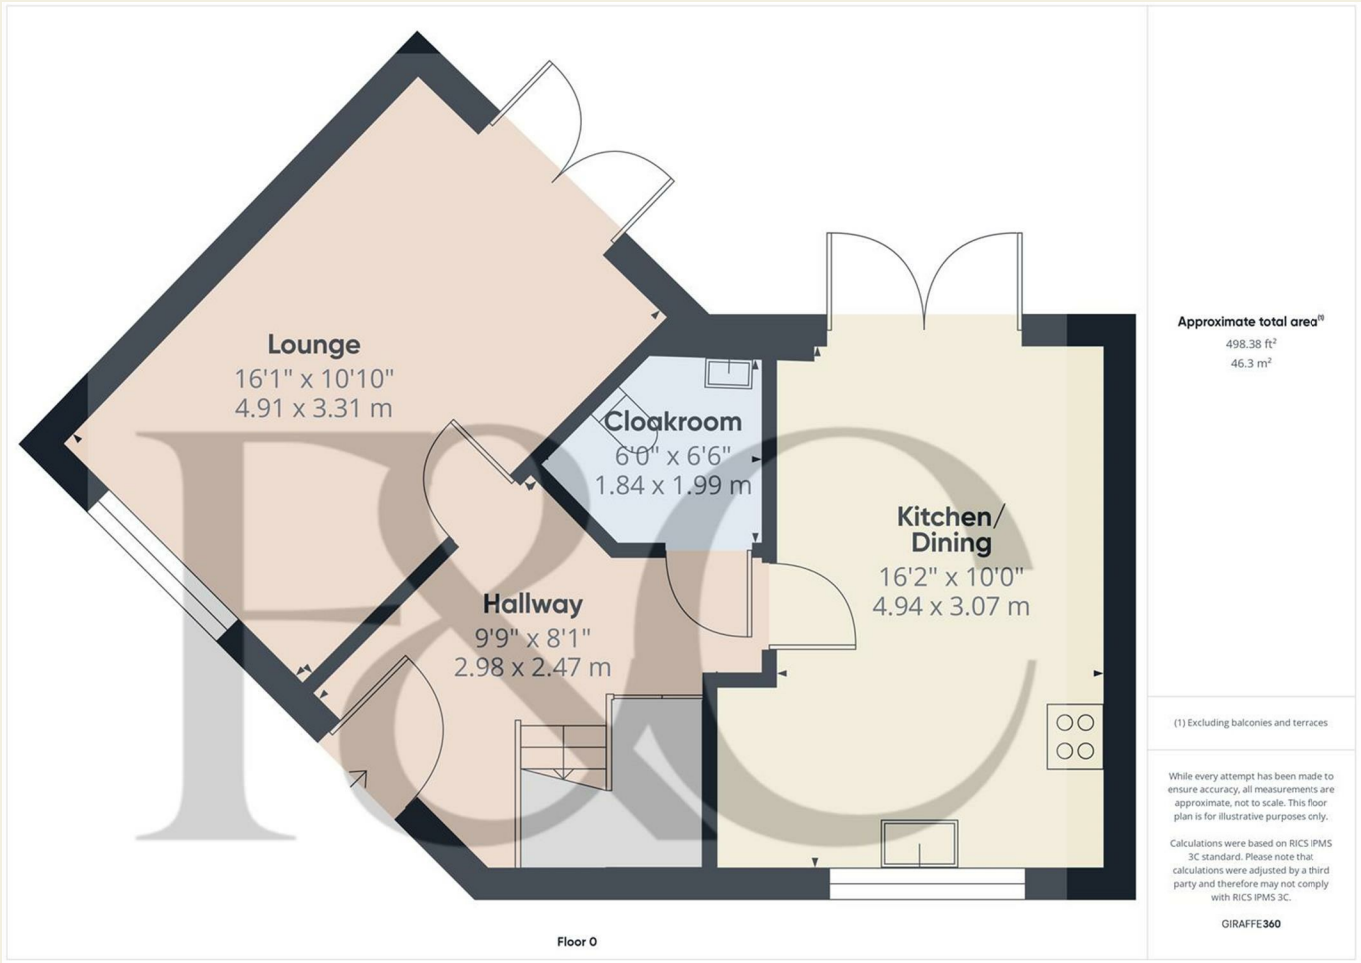 Lounge
16'1" x 10'10"
4.91 x 3.31 m
Cloakroom
6'0" x 6'6"
1.84 x 1.99 m
Kitchen/
Dining
16'2" x 10'0"
4.94 x 3.07 m
Hallway
9'9" x 8'1"
2.98 x 2.47 m
F&C
Floor 0
Approximate total area⁽¹⁾
498.38 ft²
46.3 m²
(1) Excluding balconies and terraces
While every attempt has been made to
ensure accuracy, all measurements are
approximate, not to scale. This floor
plan is for illustrative purposes only.
Calculations were based on RICS IPMS
3C standard. Please note that
calculations were adjusted by a third
party and therefore may not comply
with RICS IPMS 3C.
GIRAFFE360